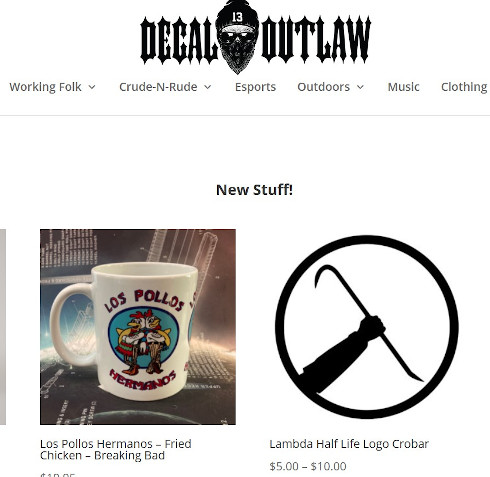 DECAL OUTLAW
13
Working Folk
Crude-N-Rude
Esports
Outdoors
Music
Clothing
New Stuff!
LOS POLLOS
HERMANOS
Los Pollos Hermanos – Fried
Chicken – Breaking Bad
Lambda Half Life Logo Crobar
$5.00 – $10.00